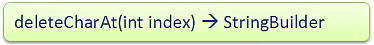 deleteCharAt(int index) → StringBuilder